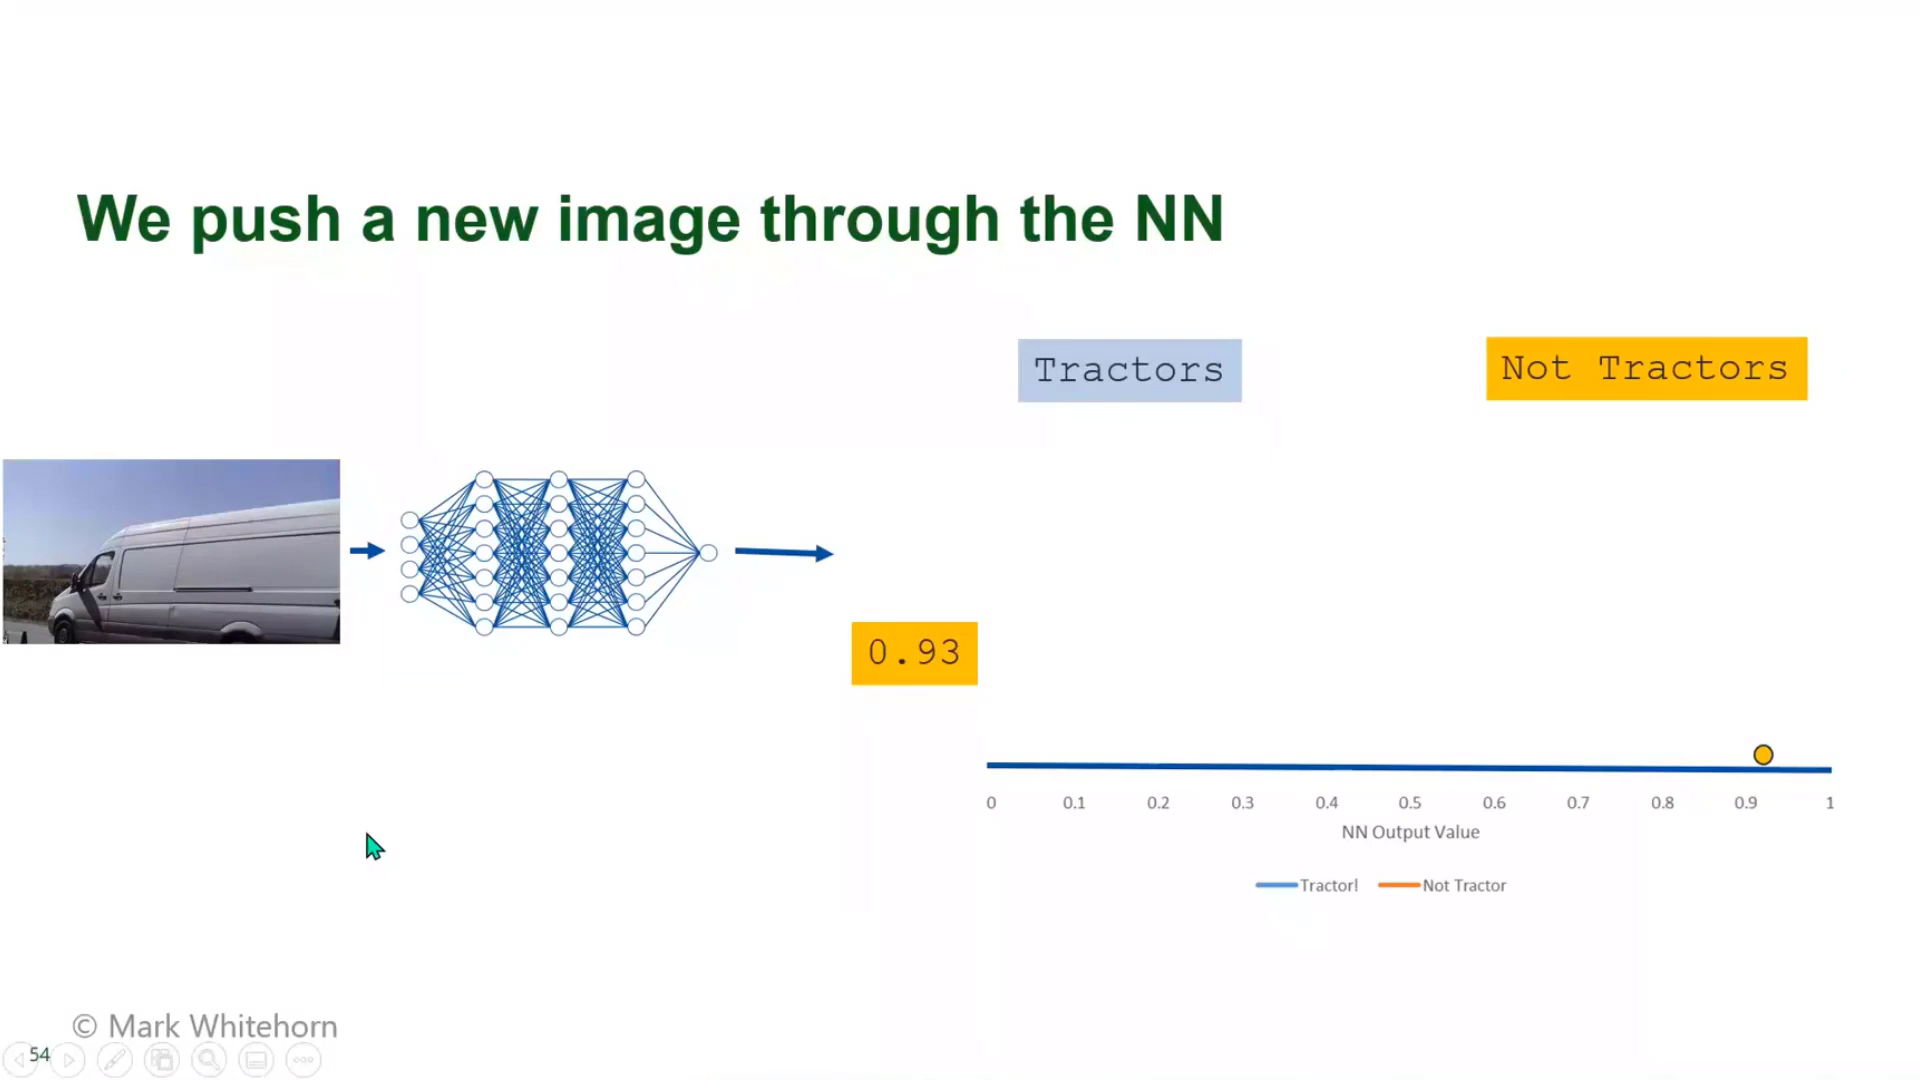 We push a new image through the NN
Tractors
Not Tractors
0.93
0 0.1 0.2 0.3 0.4 0.5 0.6 0.7 0.8 0.9 1
NN Output Value
Tractor! Not Tractor
© Mark Whitehorn
54